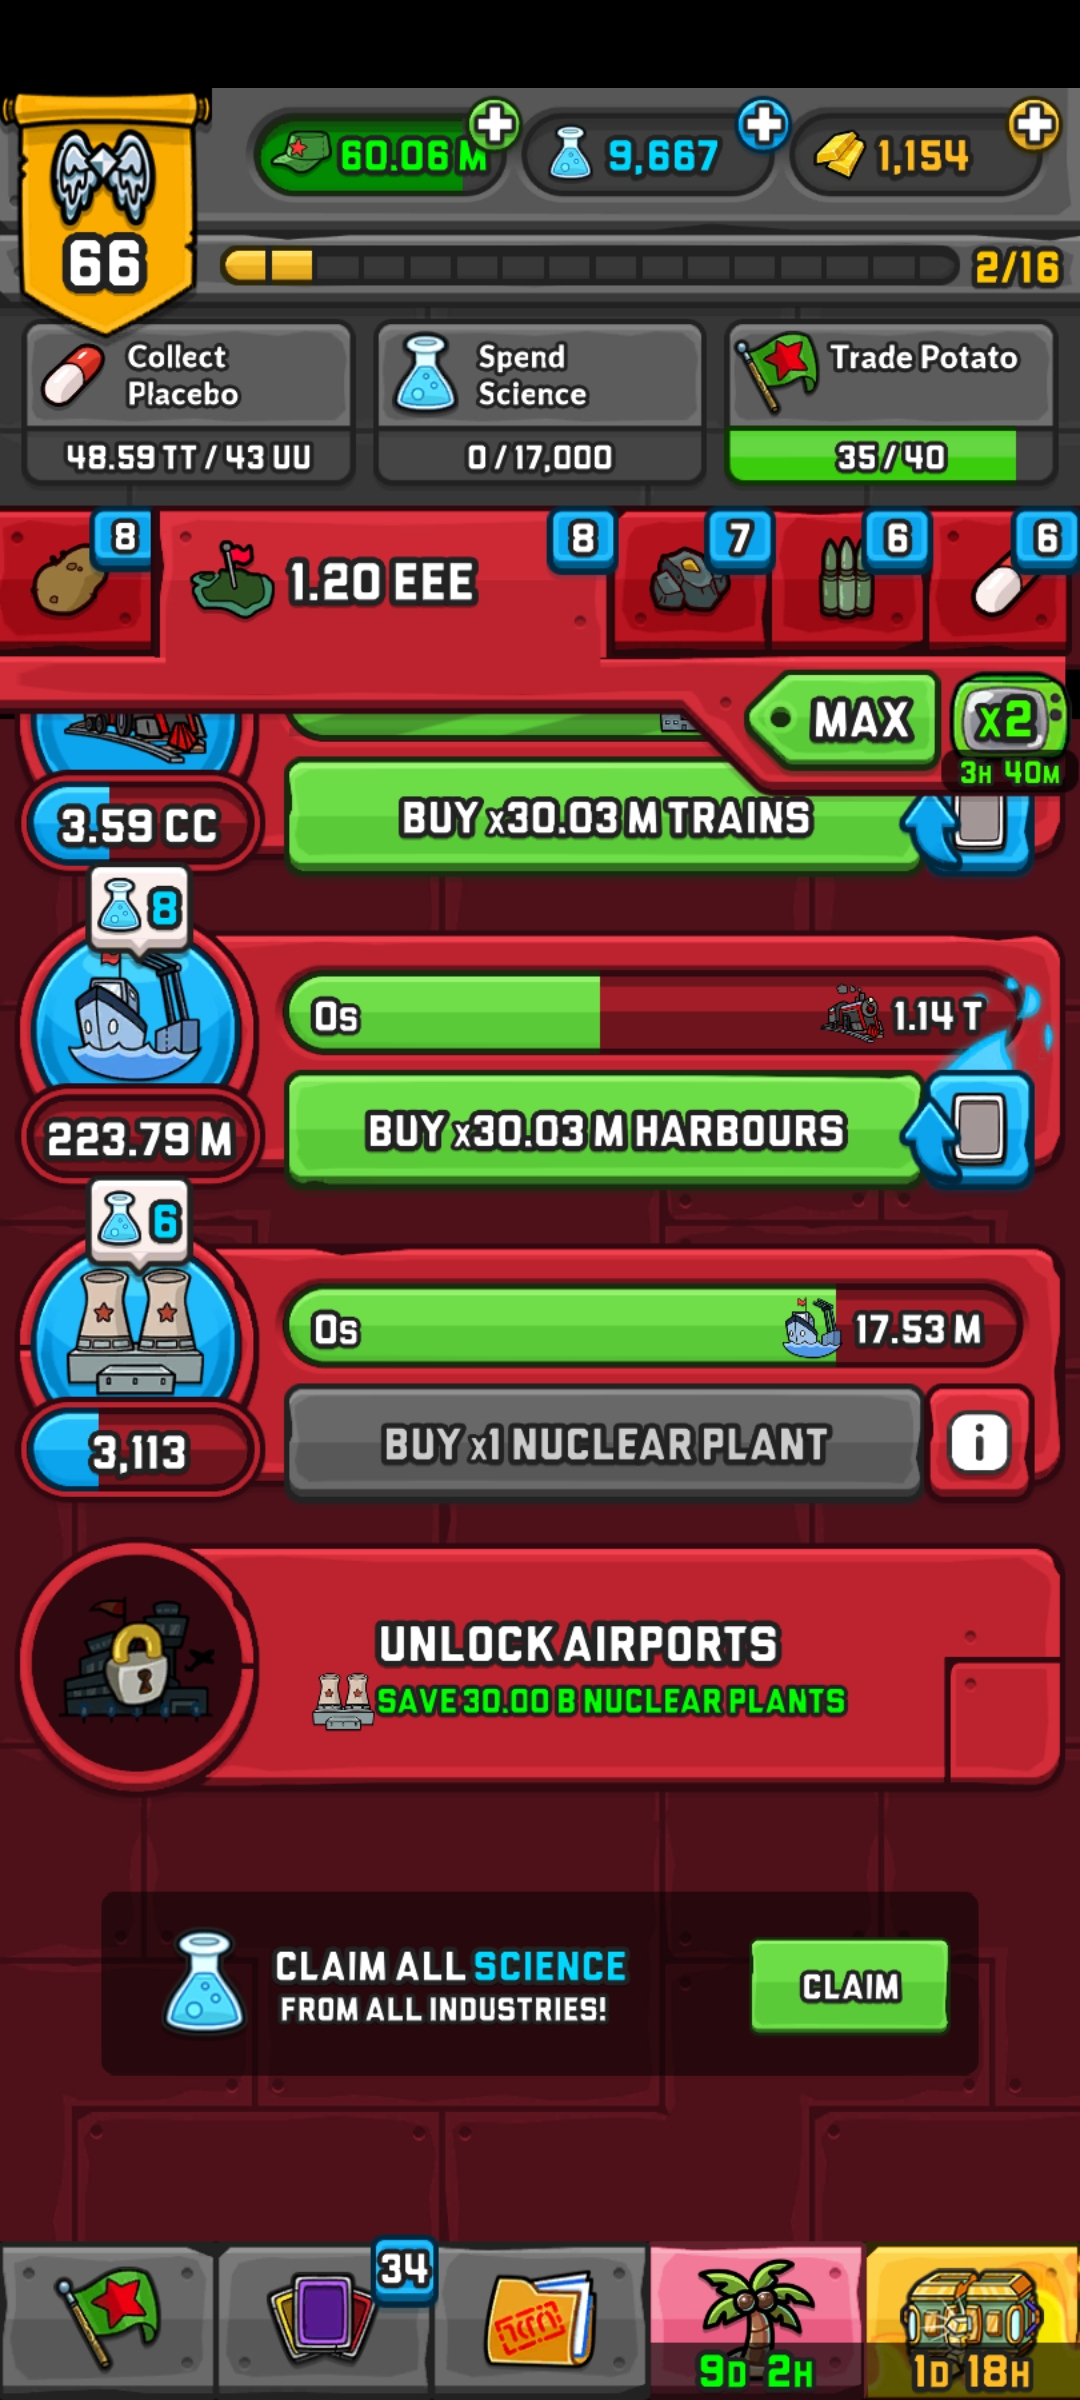 60.06 M
9,667
1,154
66
2/16
Collect
Placebo
48.59 TT / 43 UU
Spend
Science
0 / 17,000
Trade Potato
35 / 40
8
1.20 EEE
8
7
6
6
MAX
x2
3H 40M
3.59 CC
BUY x30.03 M TRAINS
8
0s
1.14 T
223.79 M
BUY x30.03 M HARBOURS
6
0s
17.53 M
3,113
BUY x1 NUCLEAR PLANT
i
UNLOCK AIRPORTS
SAVE 30.00 B NUCLEAR PLANTS
CLAIM ALL SCIENCE
FROM ALL INDUSTRIES!
CLAIM
34
9D 2H
1D 18H